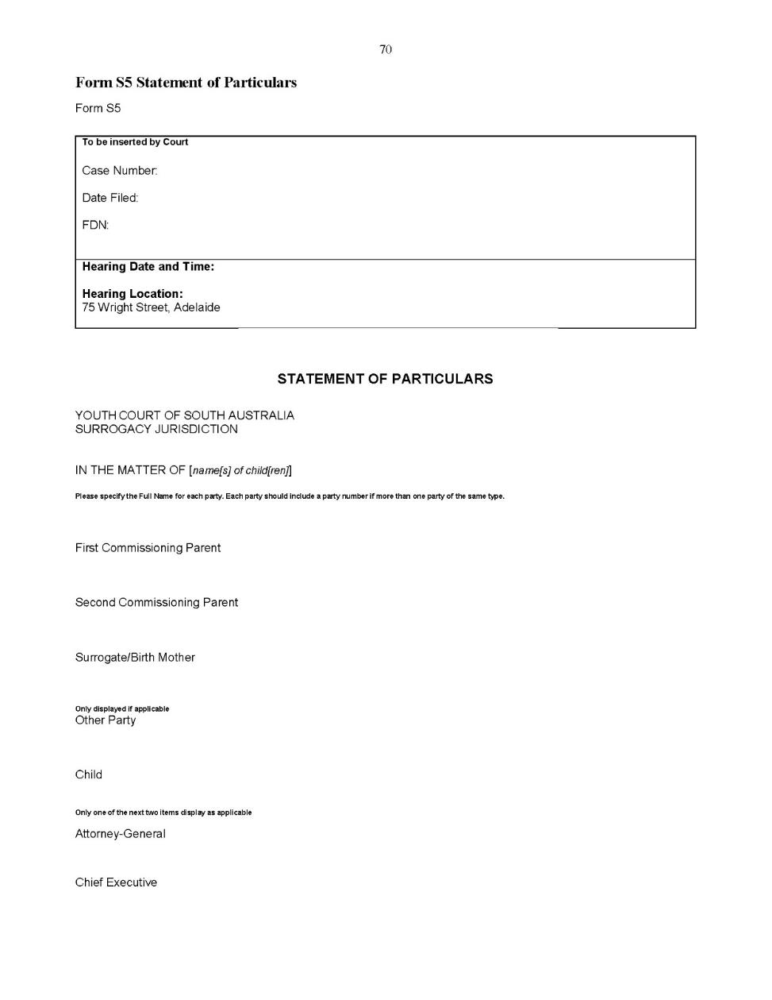 70
Form S5 Statement of Particulars
Form S5
To be inserted by Court
Case Number:
Date Filed:
FDN:
Hearing Date and Time:
Hearing Location:
75 Wright Street, Adelaide
STATEMENT OF PARTICULARS
YOUTH COURT OF SOUTH AUSTRALIA
SURROGACY JURISDICTION
IN THE MATTER OF [name[s] of child[ren]]
Please specify the Full Name for each party. Each party should include a party number if more than one party of the same type.
First Commissioning Parent
Second Commissioning Parent
Surrogate/Birth Mother
Only displayed if applicable
Other Party
Child
Only one of the next two items display as applicable
Attorney-General
Chief Executive